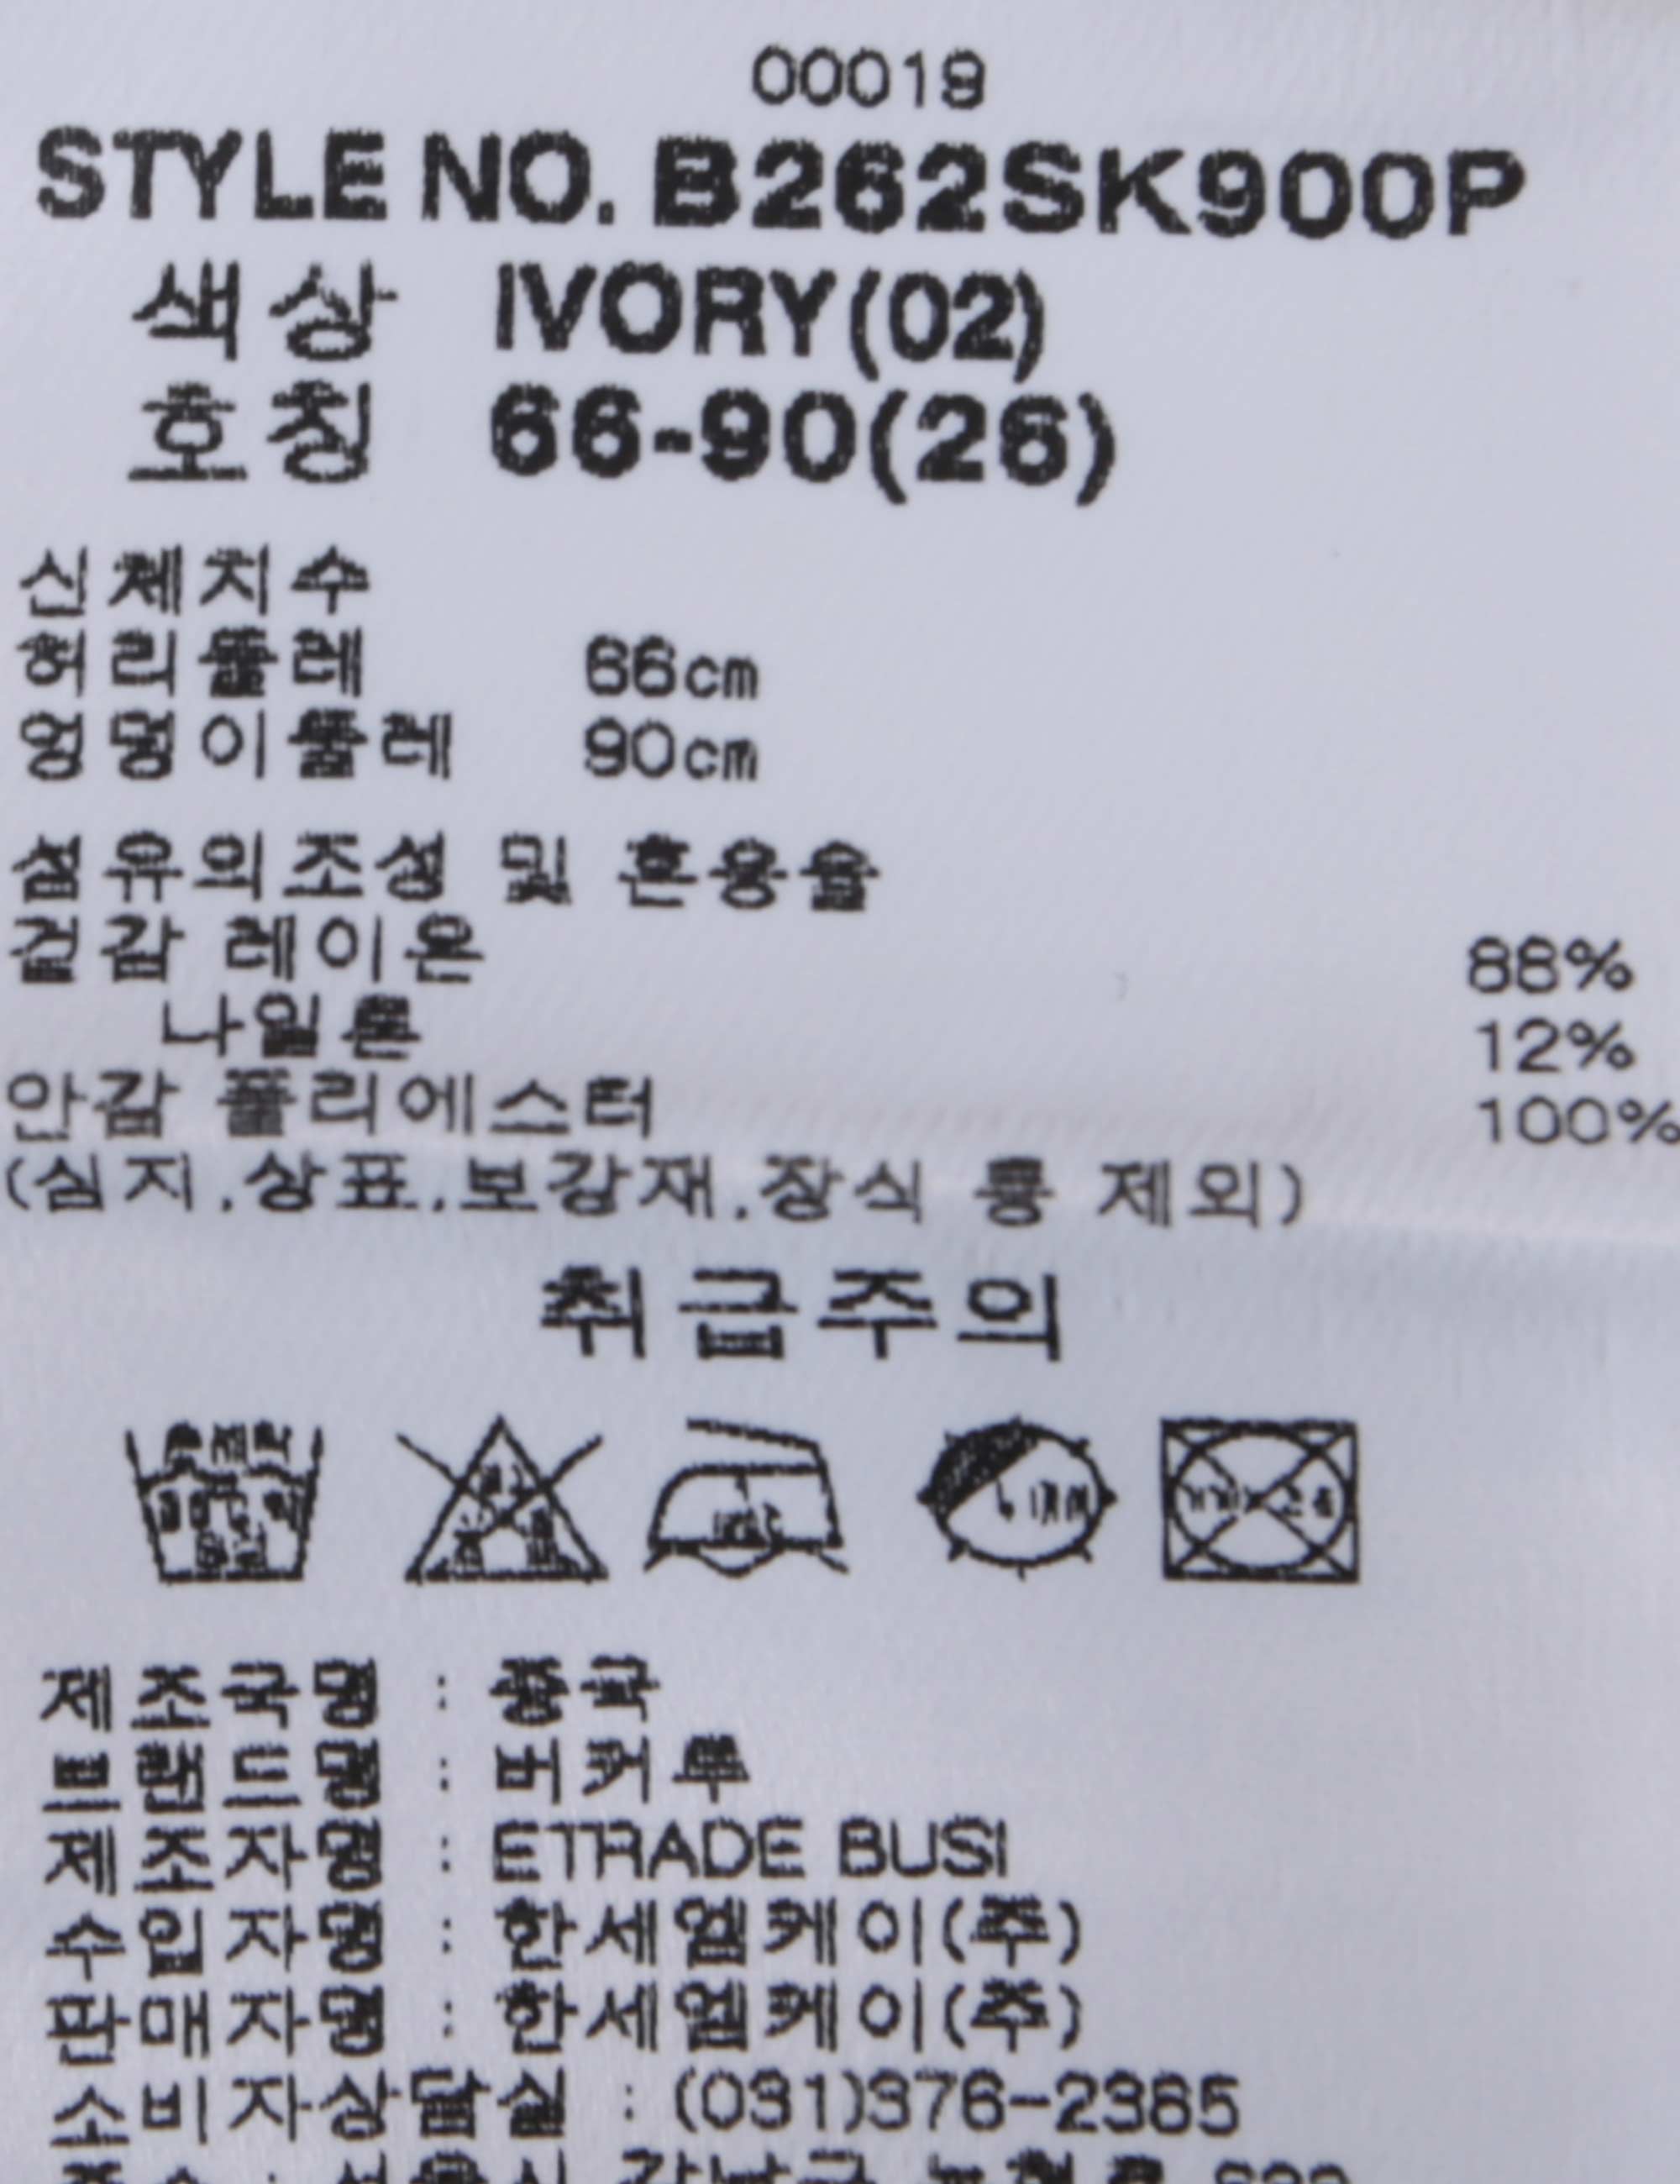 00018
STYLE NO. B262SK900P
색상 IVORY(02)
호칭 66-90(26)
신체치수
허리둘레 66cm
엉덩이둘레 90cm
섬유의조성 및 혼용율
겉감 레이온 88%
나일론 12%
안감 폴리에스터 100%
(심지.상표.보강재.장식 등 제외)
취급주의
제조국명 : 중국
브랜드명 : 버커루
제조자명 : ETRADE BUSI
수입자명 : 한세엠케이(주)
판매자명 : 한세엠케이(주)
소비자상담실 : (031)376-2385